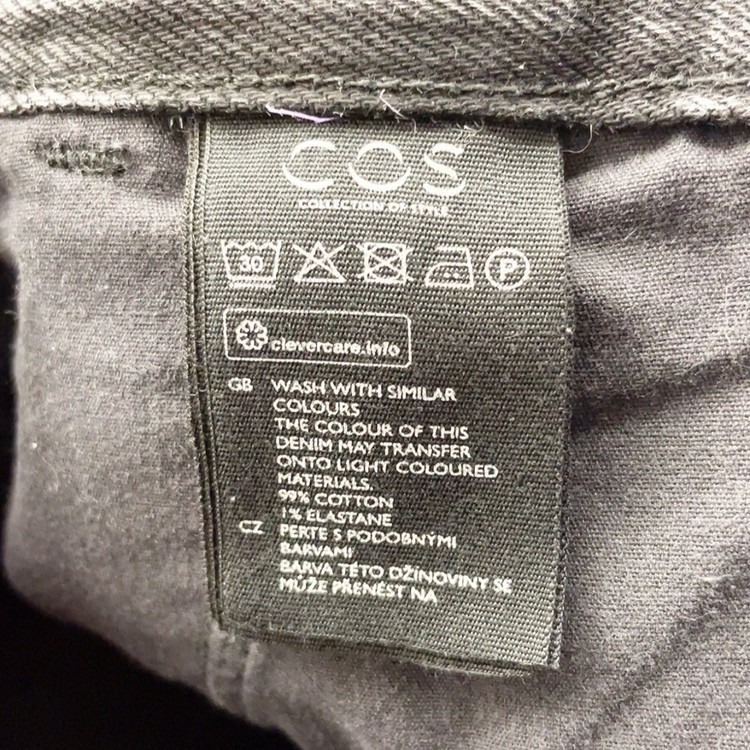 COS
COLLECTION OF STYLE
30 P
clevercare.info
GB WASH WITH SIMILAR
COLOURS
THE COLOUR OF THIS
DENIM MAY TRANSFER
ONTO LIGHT COLOURED
MATERIALS.
99% COTTON
1% ELASTANE
CZ PERTE S PODOBNÝMI
BARVAMI
BARVA TÉTO DŽÍNOVINY SE
MŮŽE PŘENÉST NA